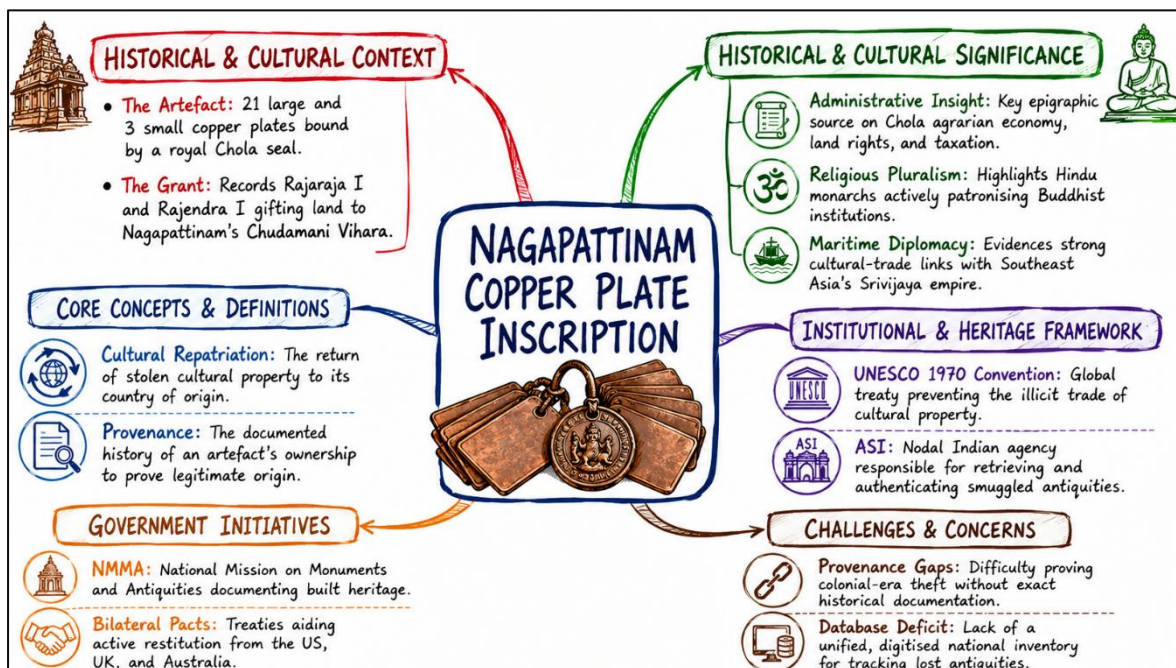 HISTORICAL & CULTURAL CONTEXT
• The Artefact: 21 large and
3 small copper plates bound
by a royal Chola seal.
• The Grant: Records Rajaraja I
and Rajendra I gifting land to
Nagapattinam's Chudamani Vihara.
CORE CONCEPTS & DEFINITIONS
Cultural Repatriation: The return
of stolen cultural property to its
country of origin.
Provenance: The documented
history of an artefact's ownership
to prove legitimate origin.
GOVERNMENT INITIATIVES
NMMA: National Mission on Monuments
and Antiquities documenting built heritage.
Bilateral Pacts: Treaties aiding
active restitution from the US,
UK, and Australia.
NAGAPATTINAM
COPPER PLATE
INSCRIPTION
HISTORICAL & CULTURAL SIGNIFICANCE
Administrative Insight: Key epigraphic
source on Chola agrarian economy,
land rights, and taxation.
ॐ
Religious Pluralism: Highlights Hindu
monarchs actively patronising Buddhist
institutions.
Maritime Diplomacy: Evidences strong
cultural-trade links with Southeast
Asia's Srivijaya empire.
INSTITUTIONAL & HERITAGE FRAMEWORK
UNESCO
UNESCO 1970 Convention: Global
treaty preventing the illicit trade of
cultural property.
ASI
ASI: Nodal Indian agency
responsible for retrieving and
authenticating smuggled antiquities.
CHALLENGES & CONCERNS
Provenance Gaps: Difficulty proving
colonial-era theft without exact
historical documentation.
Database Deficit: Lack of a
unified, digitised national inventory
for tracking lost antiquities.